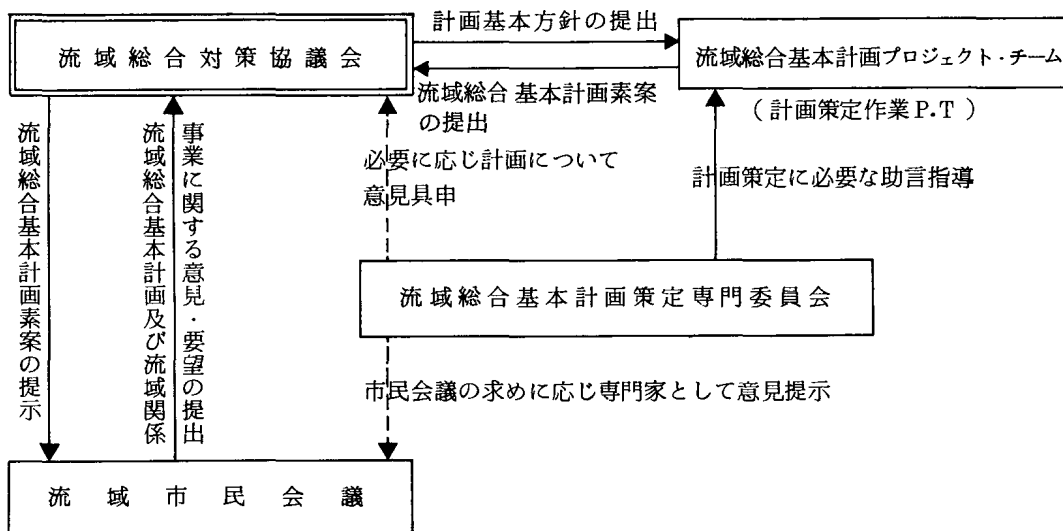 計画基本方針の提出
流域総合対策協議会
流域総合基本計画プロジェクト・チーム
流域総合基本計画素案
の提出
(計画策定作業P.T)
必要に応じ計画について
意見具申
計画策定に必要な助言指導
流域総合基本計画素案の提示
事業に関する意見・要望の提出
流域総合基本計画及び流域関係
流域総合基本計画策定専門委員会
市民会議の求めに応じ専門家として意見提示
流域市民会議